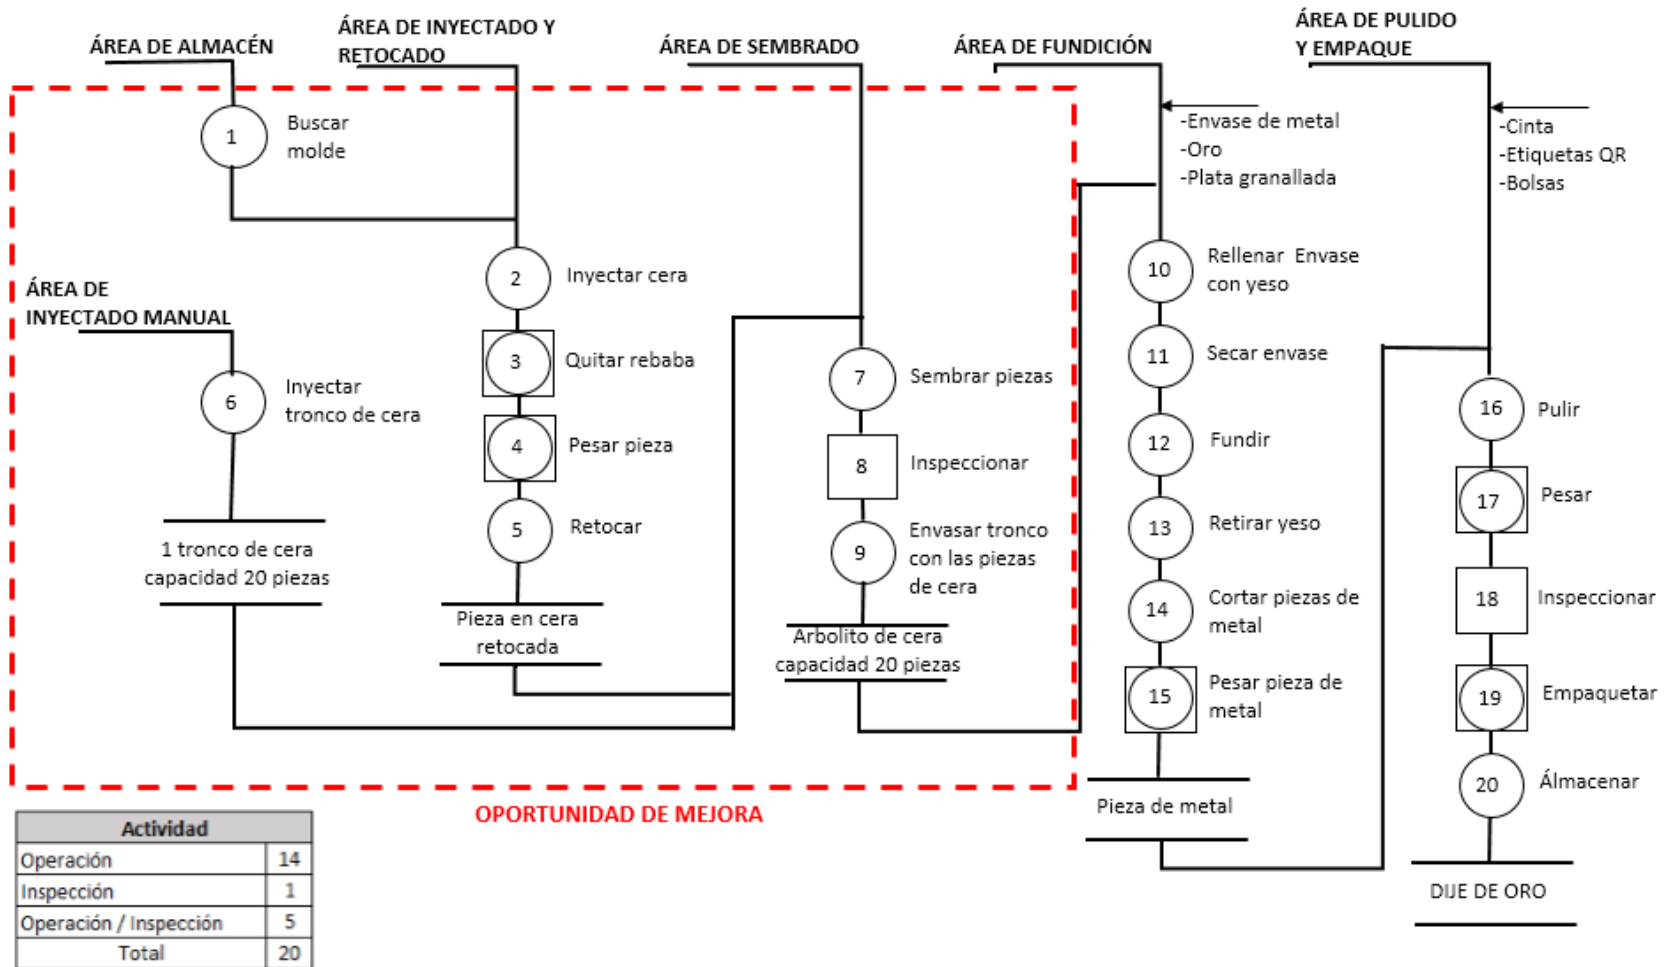 ÁREA DE ALMACÉN
1
Buscar
molde
ÁREA DE INYECTADO Y
RETOCADO
2
Inyectar cera
3
Quitar rebaba
4
Pesar pieza
5
Retocar
Pieza en cera
retocada
ÁREA DE
INYECTADO MANUAL
6
Inyectar
tronco de cera
1 tronco de cera
capacidad 20 piezas
ÁREA DE SEMBRADO
7
Sembrar piezas
8
Inspeccionar
9
Envasar tronco
con las piezas
de cera
Arbolito de cera
capacidad 20 piezas
OPORTUNIDAD DE MEJORA
ÁREA DE FUNDICIÓN
-Envase de metal
-Oro
-Plata granallada
10
Rellenar Envase
con yeso
11
Secar envase
12
Fundir
13
Retirar yeso
14
Cortar piezas de
metal
15
Pesar pieza de
metal
Pieza de metal
ÁREA DE PULIDO
Y EMPAQUE
-Cinta
-Etiquetas QR
-Bolsas
16
Pulir
17
Pesar
18
Inspeccionar
19
Empaquetar
20
Álmacenar
DIJE DE ORO
Actividad
Operación 14
Inspección 1
Operación / Inspección 5
Total 20